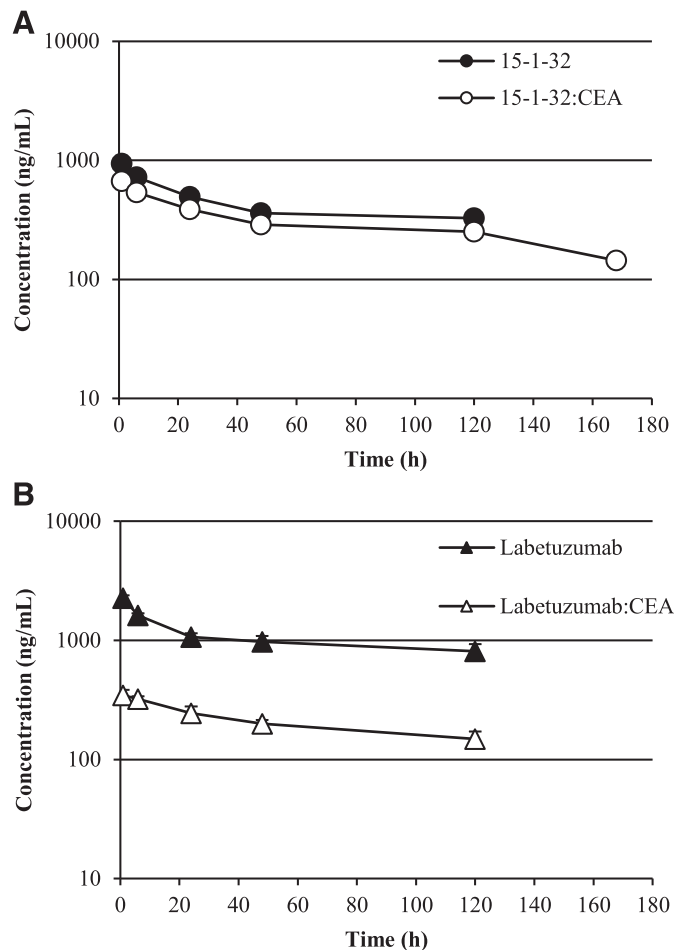 A
10000
1000
100
10
Concentration (ng/mL)
15-1-32
15-1-32:CEA
0 20 40 60 80 100 120 140 160 180
Time (h)
B
10000
1000
100
10
Concentration (ng/mL)
Labetuzumab
Labetuzumab:CEA
0 20 40 60 80 100 120 140 160 180
Time (h)